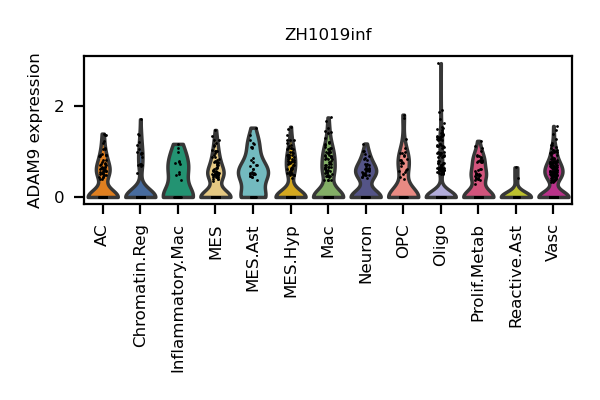 ZH1019inf
ADAM9 expression
2
0
AC
Chromatin.Reg
Inflammatory.Mac
MES
MES.Ast
MES.Hyp
Mac
Neuron
OPC
Oligo
Prolif.Metab
Reactive.Ast
Vasc